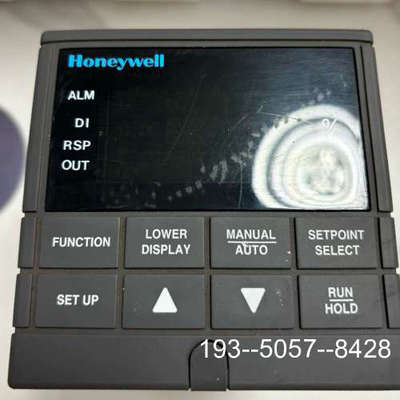 Honeywell
ALM
DI
RSP
OUT
%
FUNCTION
LOWER
DISPLAY
MANUAL
AUTO
SETPOINT
SELECT
SET UP
RUN
HOLD
193--5057--8428